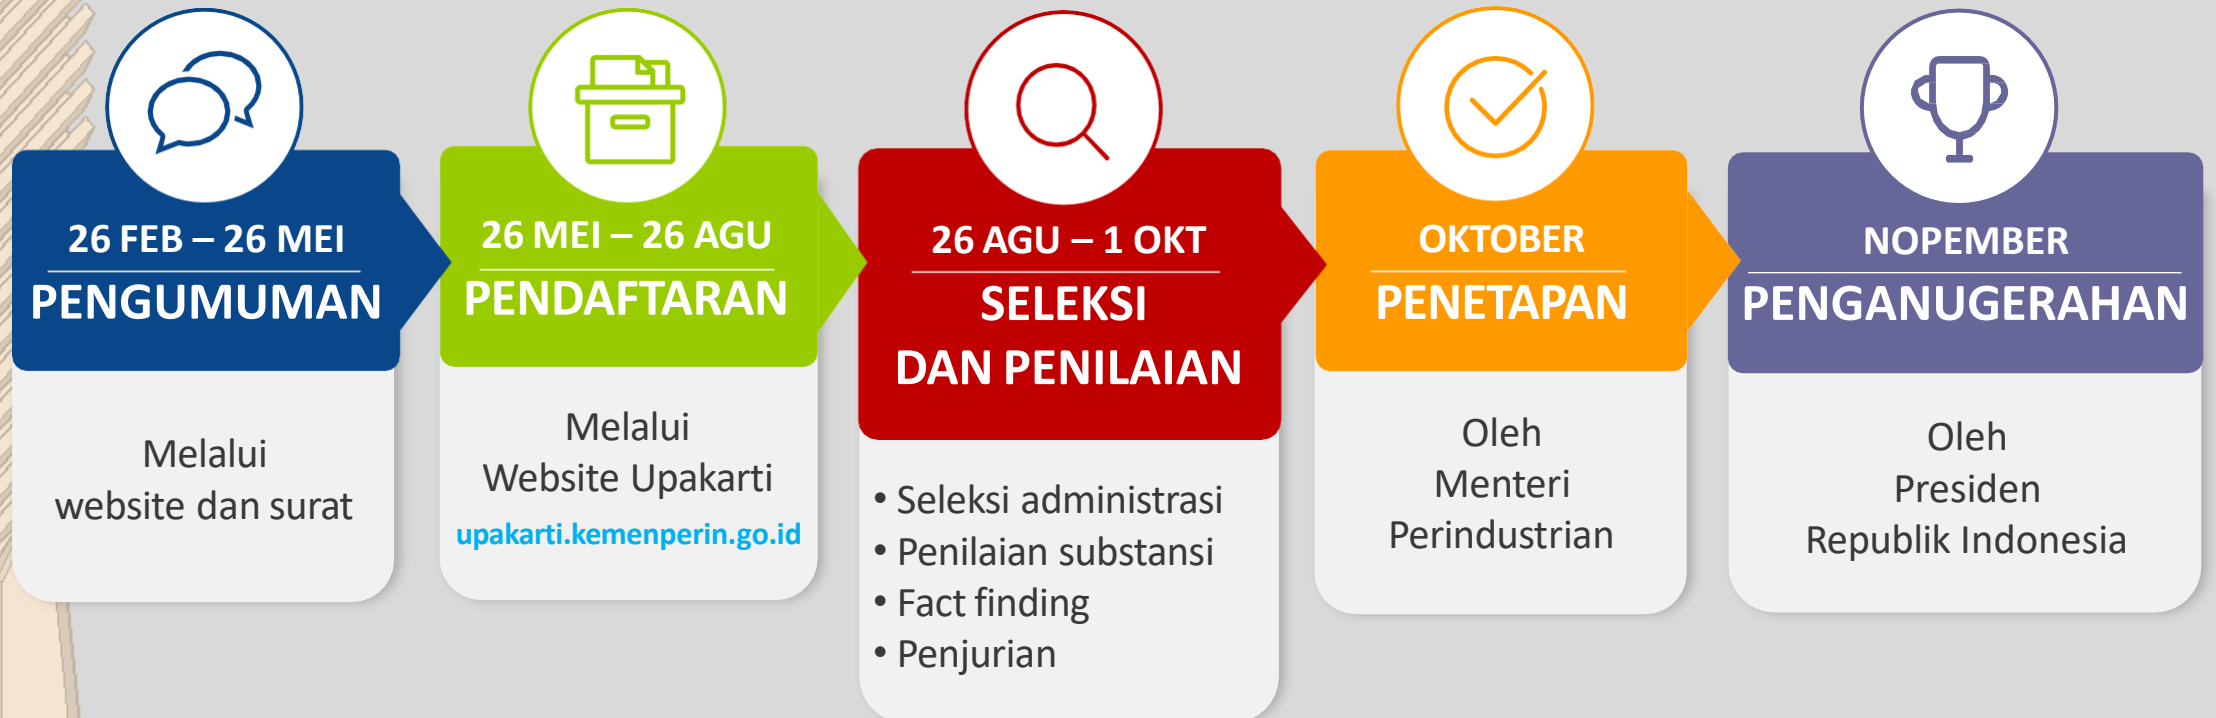 26 FEB – 26 MEI
PENGUMUMAN
Melalui
website dan surat
26 MEI – 26 AGU
PENDAFTARAN
Melalui
Website Upakarti
upakarti.kemenperin.go.id
26 AGU – 1 OKT
SELEKSI
DAN PENILAIAN
• Seleksi administrasi
• Penilaian substansi
• Fact finding
• Penjurian
OKTOBER
PENETAPAN
Oleh
Menteri
Perindustrian
NOPEMBER
PENGANUGERAHAN
Oleh
Presiden
Republik Indonesia